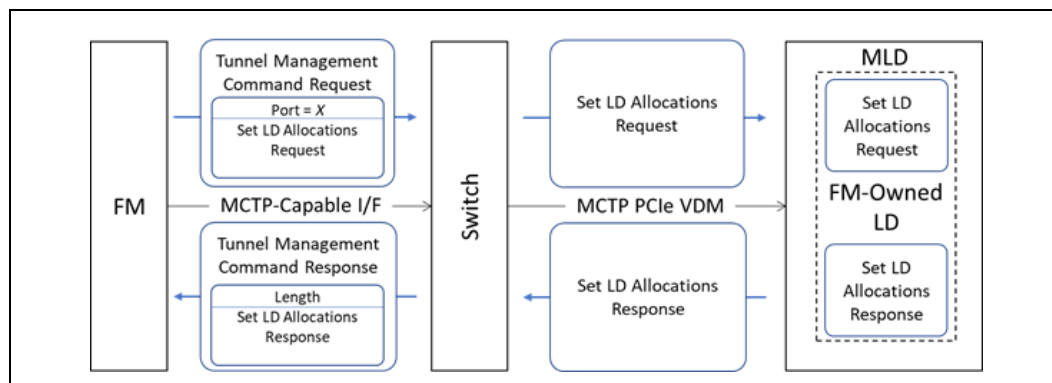 FM
Tunnel Management
Command Request
Port = X
Set LD Allocations
Request
MCTP-Capable I/F
Tunnel Management
Command Response
Length
Set LD Allocations
Response
Switch
Set LD Allocations
Request
MCTP PCIe VDM
Set LD Allocations
Response
MLD
Set LD
Allocations
Request
FM-Owned
LD
Set LD
Allocations
Response